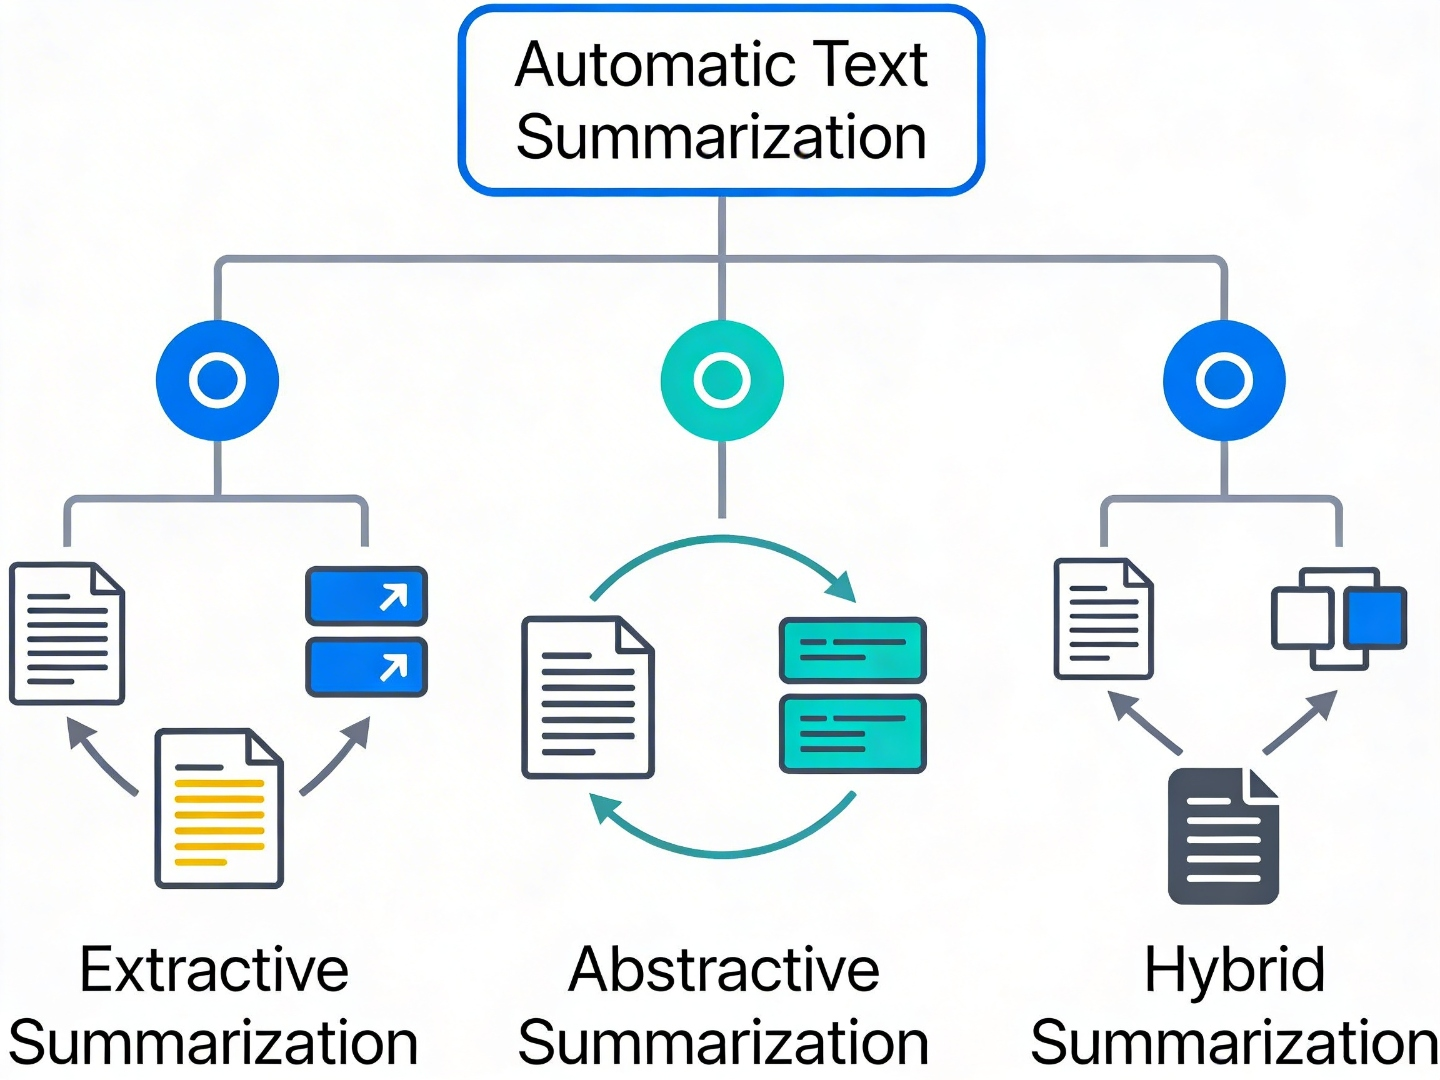 Automatic Text
Summarization
Extractive
Summarization
Abstractive
Summarization
Hybrid
Summarization